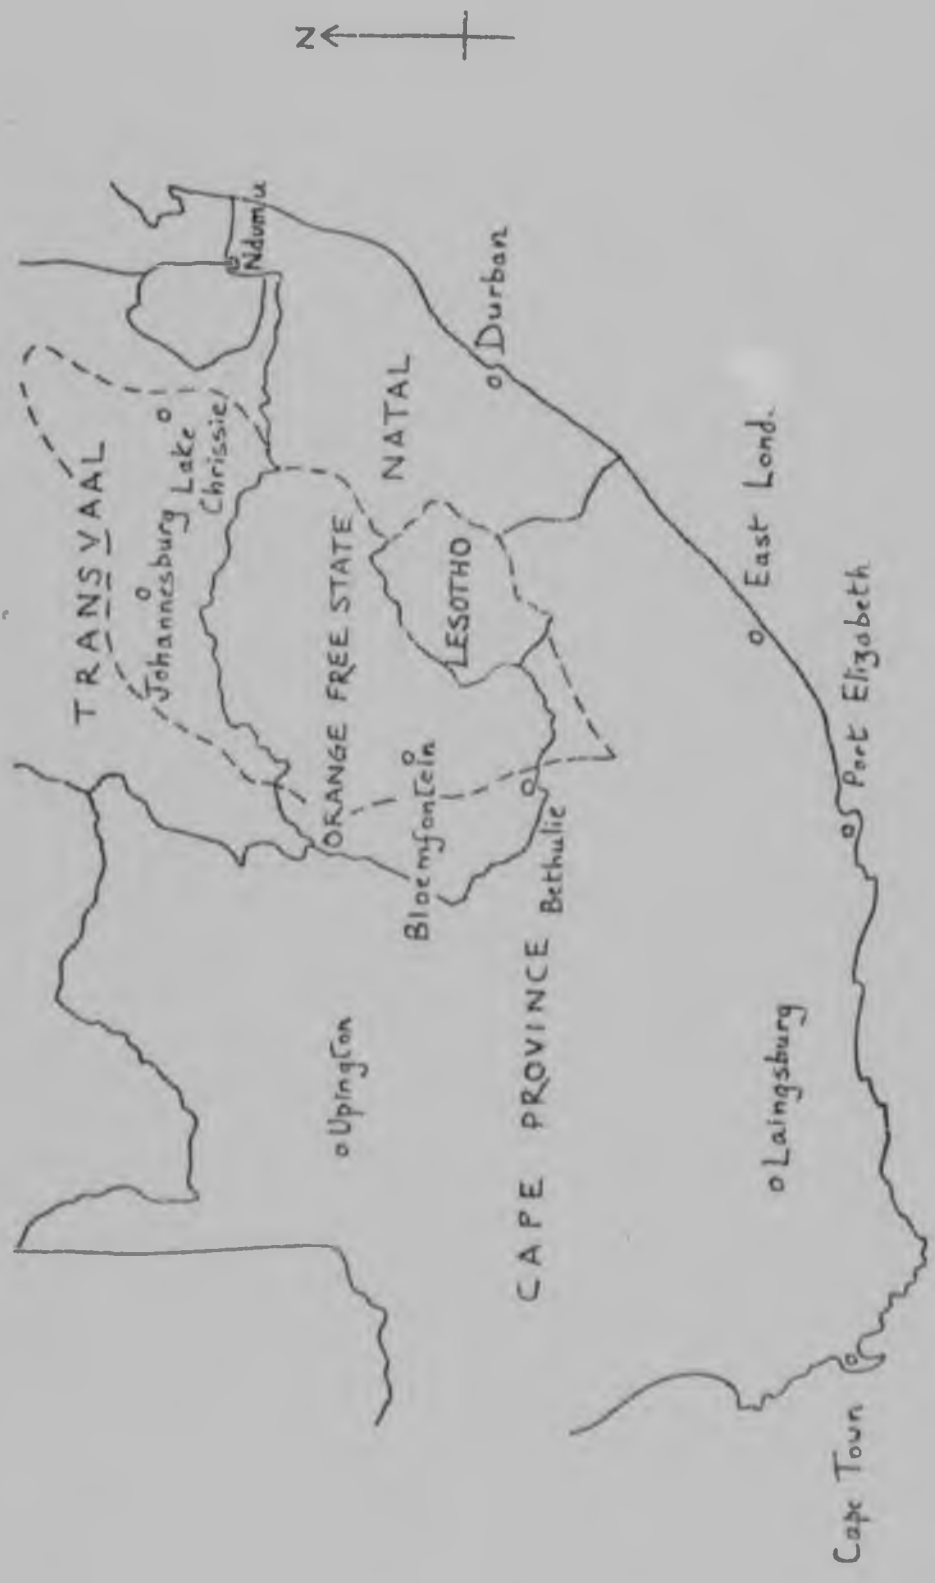 N
TRANSVAAL
Johannesburg
Lake
Chrissie
Ndumu
ORANGE FREE STATE
NATAL
LESOTHO
Durban
Bloemfontein
Bethulie
Upington
CAPE PROVINCE
East Lond.
Port Elizabeth
Laingsburg
Cape Town